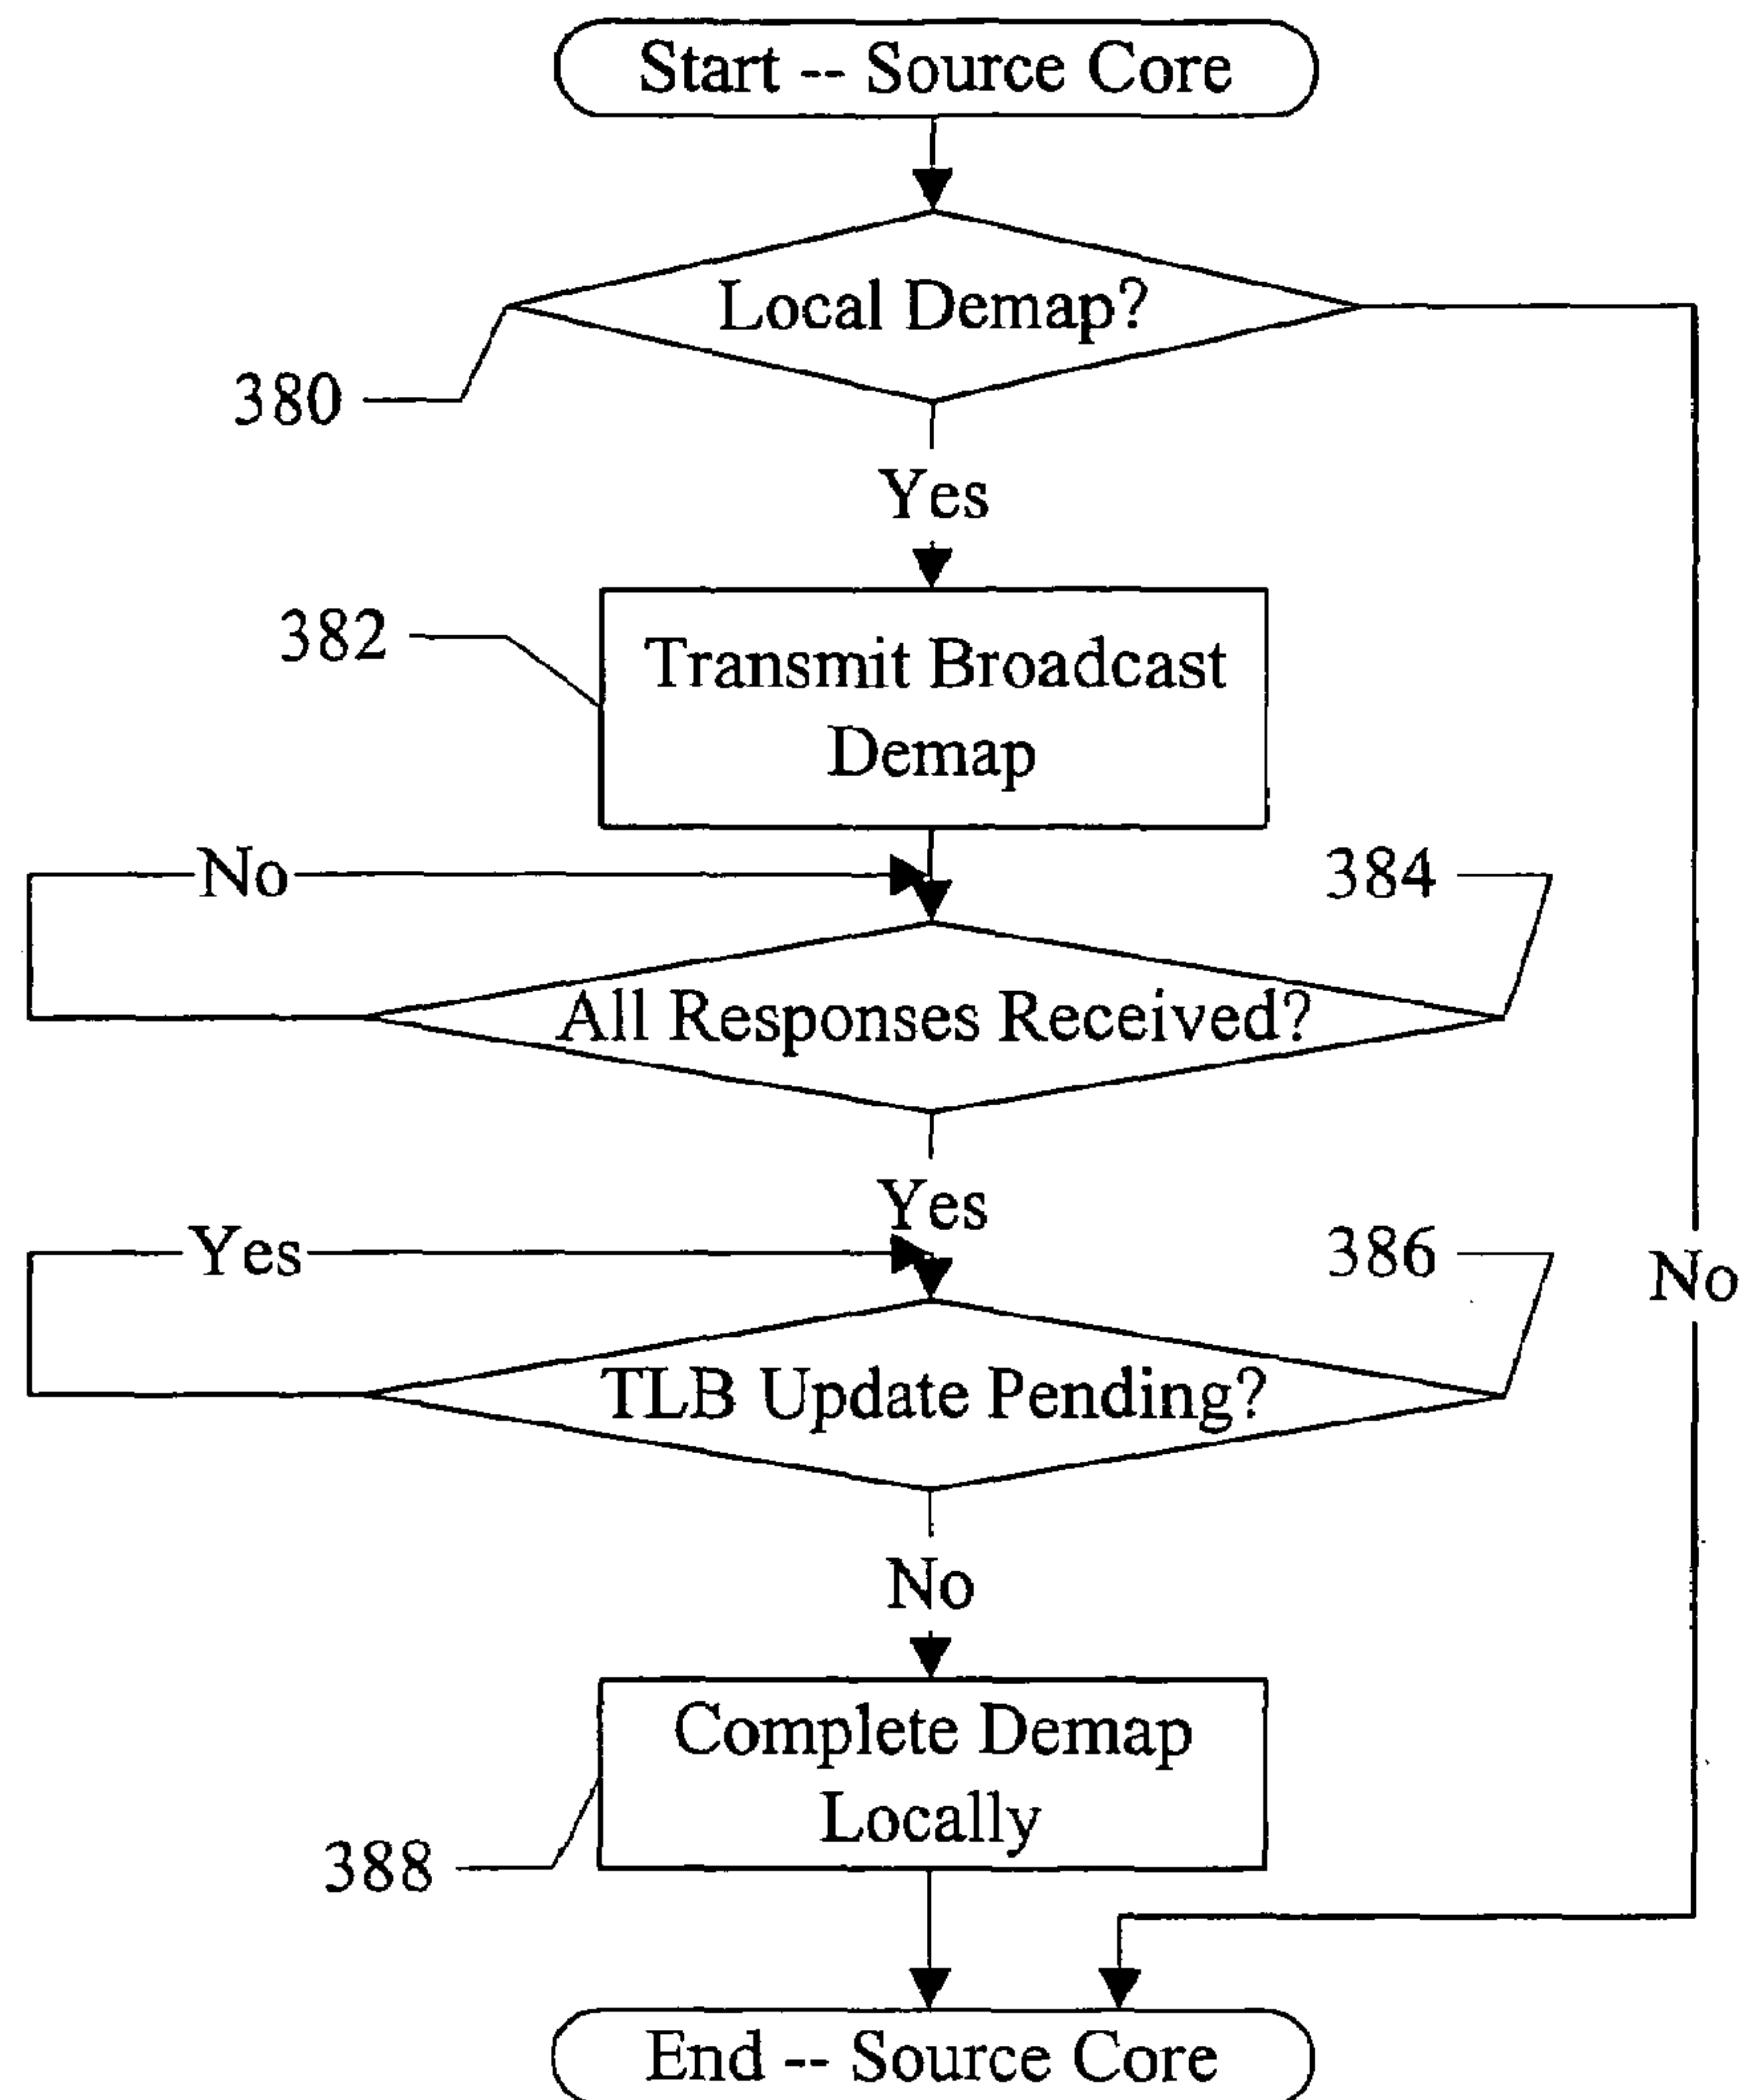 Start -- Source Core
Local Demap?
380
Yes
382
Transmit Broadcast
Demap
No
384
All Responses Received?
Yes
Yes
386
No
TLB Update Pending?
No
Complete Demap
Locally
388
End -- Source Core